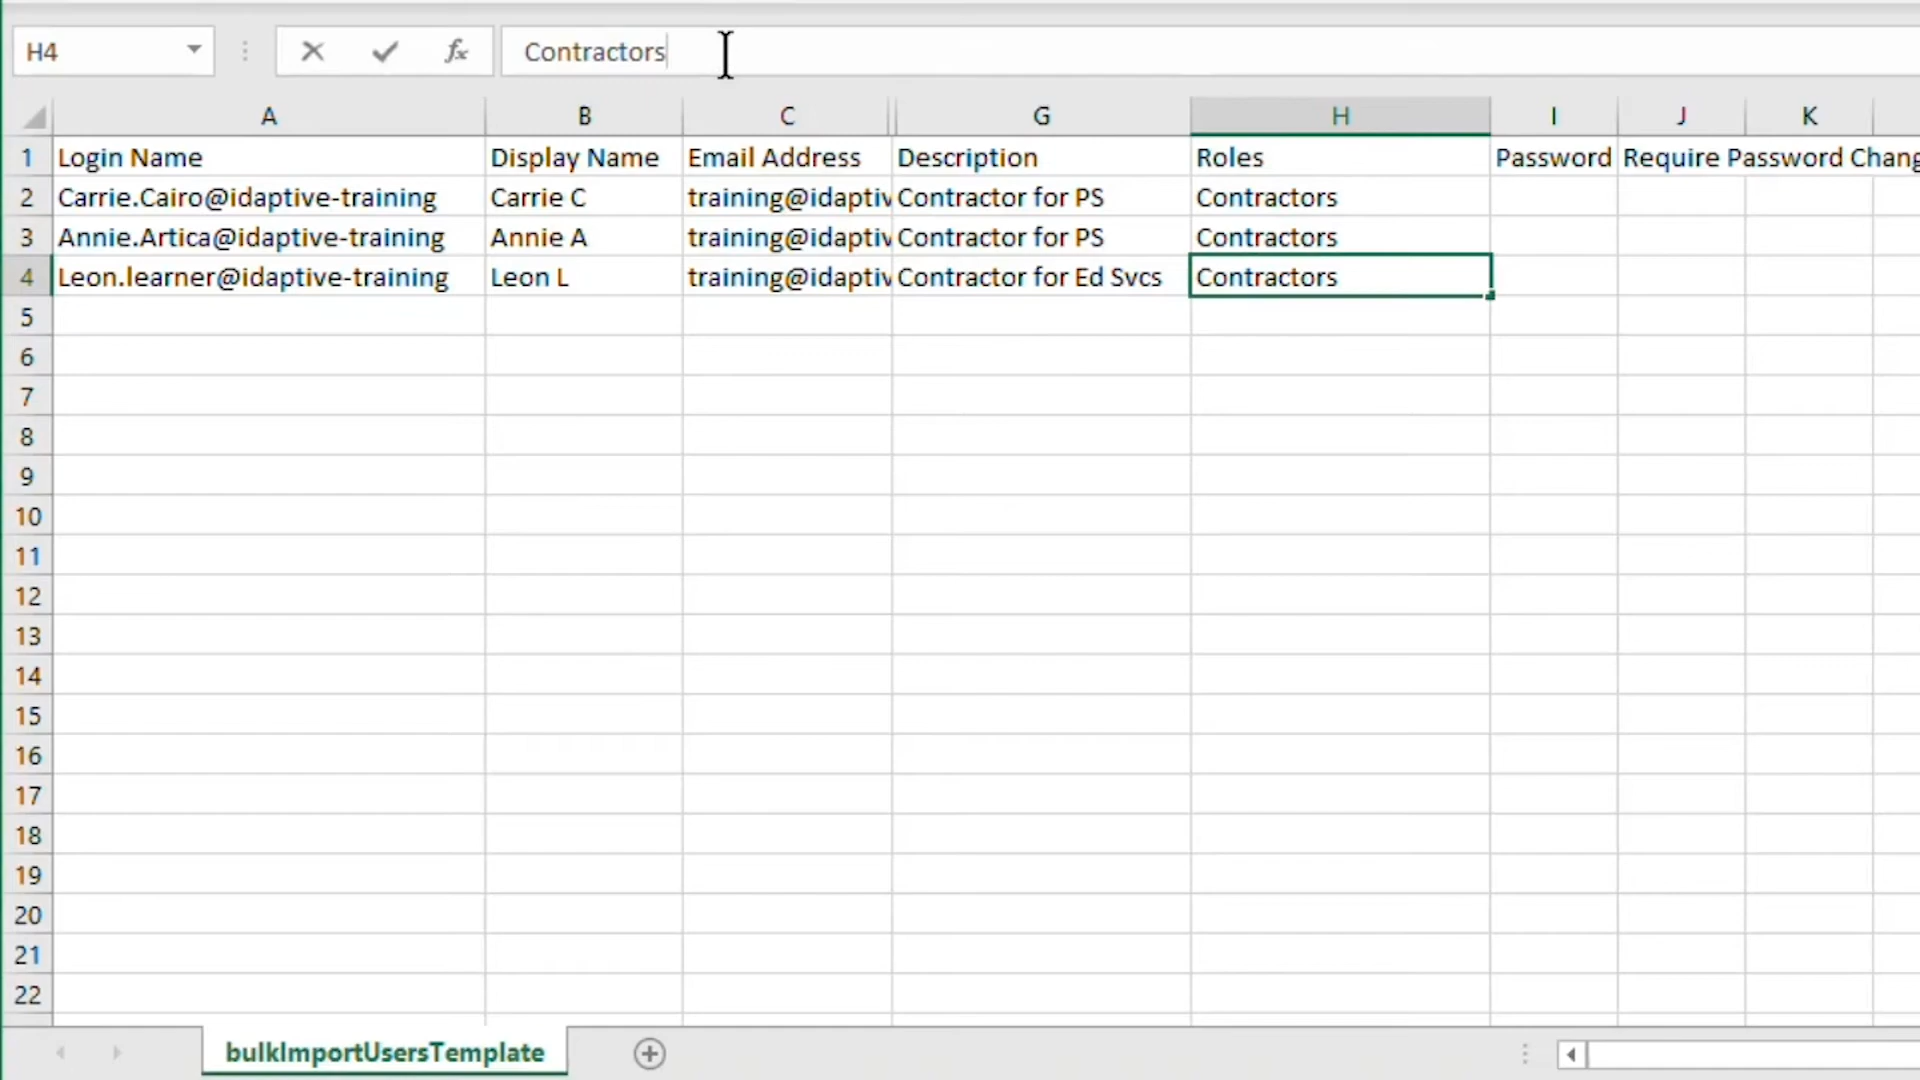 H4 fx Contractors
A B C G H I J K
1 Login Name Display Name Email Address Description Roles Password Require Password Chang
2 Carrie.Cairo@idaptive-training Carrie C training@idaptiv Contractor for PS Contractors
3 Annie.Artica@idaptive-training Annie A training@idaptiv Contractor for PS Contractors
4 Leon.learner@idaptive-training Leon L training@idaptiv Contractor for Ed Svcs Contractors
5
6
7
8
9
10
11
12
13
14
15
16
17
18
19
20
21
22
bulkImportUsersTemplate